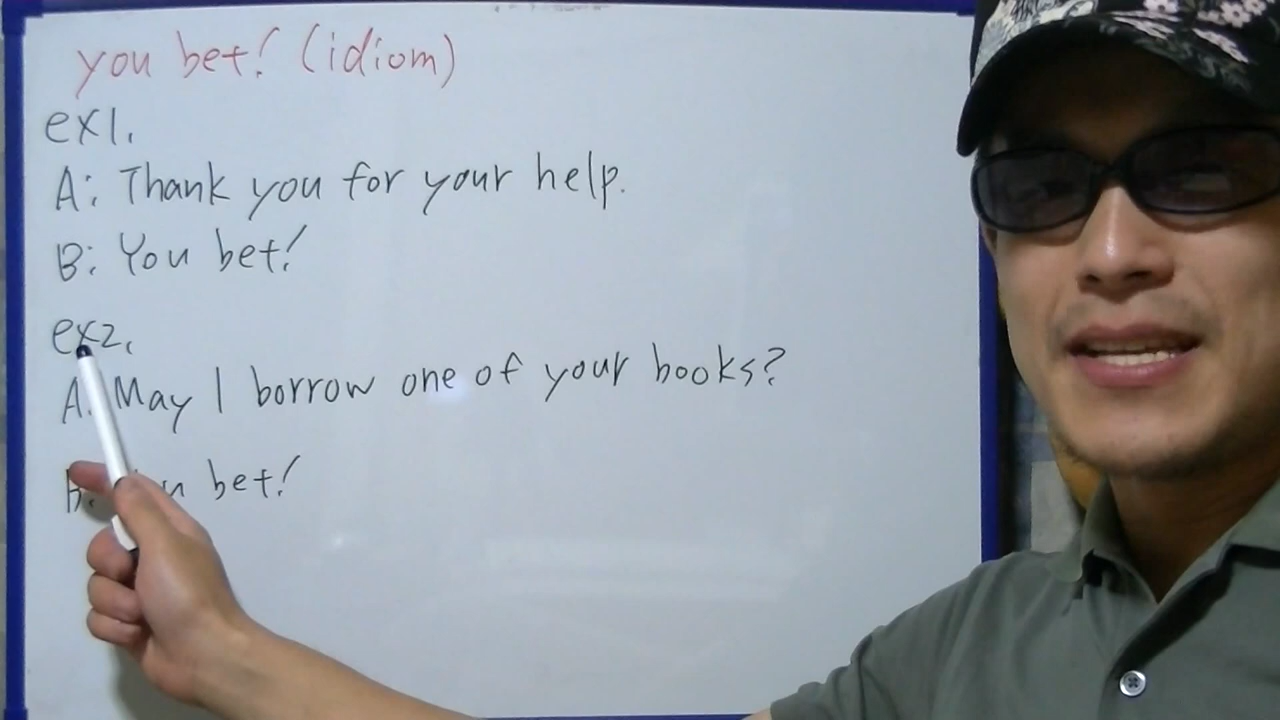 you bet! (idiom)
ex1.
A: Thank you for your help.
B: You bet!
ex2.
A: May I borrow one of your books?
B: bet!